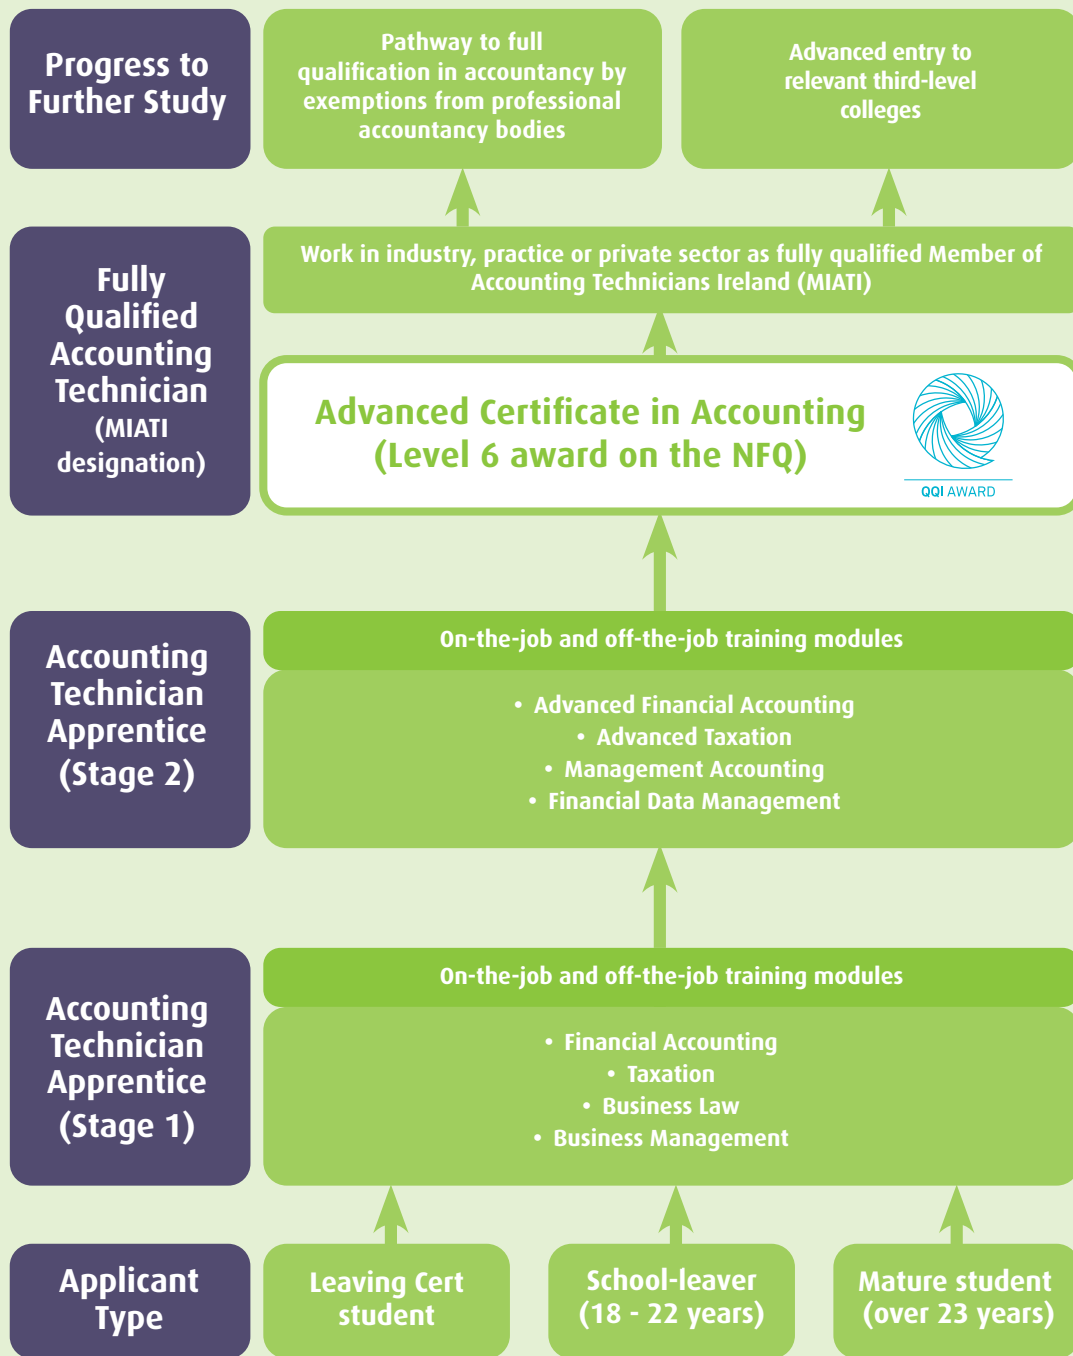 Progress to
Further Study
Pathway to full
qualification in accountancy by
exemptions from professional
accountancy bodies
Advanced entry to
relevant third-level
colleges
Fully
Qualified
Accounting
Technician
(MIATI
designation)
Work in industry, practice or private sector as fully qualified Member of
Accounting Technicians Ireland (MIATI)
Advanced Certificate in Accounting
(Level 6 award on the NFQ)
QQI AWARD
Accounting
Technician
Apprentice
(Stage 2)
On-the-job and off-the-job training modules
• Advanced Financial Accounting
• Advanced Taxation
• Management Accounting
• Financial Data Management
Accounting
Technician
Apprentice
(Stage 1)
On-the-job and off-the-job training modules
• Financial Accounting
• Taxation
• Business Law
• Business Management
Applicant
Type
Leaving Cert
student
School-leaver
(18 - 22 years)
Mature student
(over 23 years)